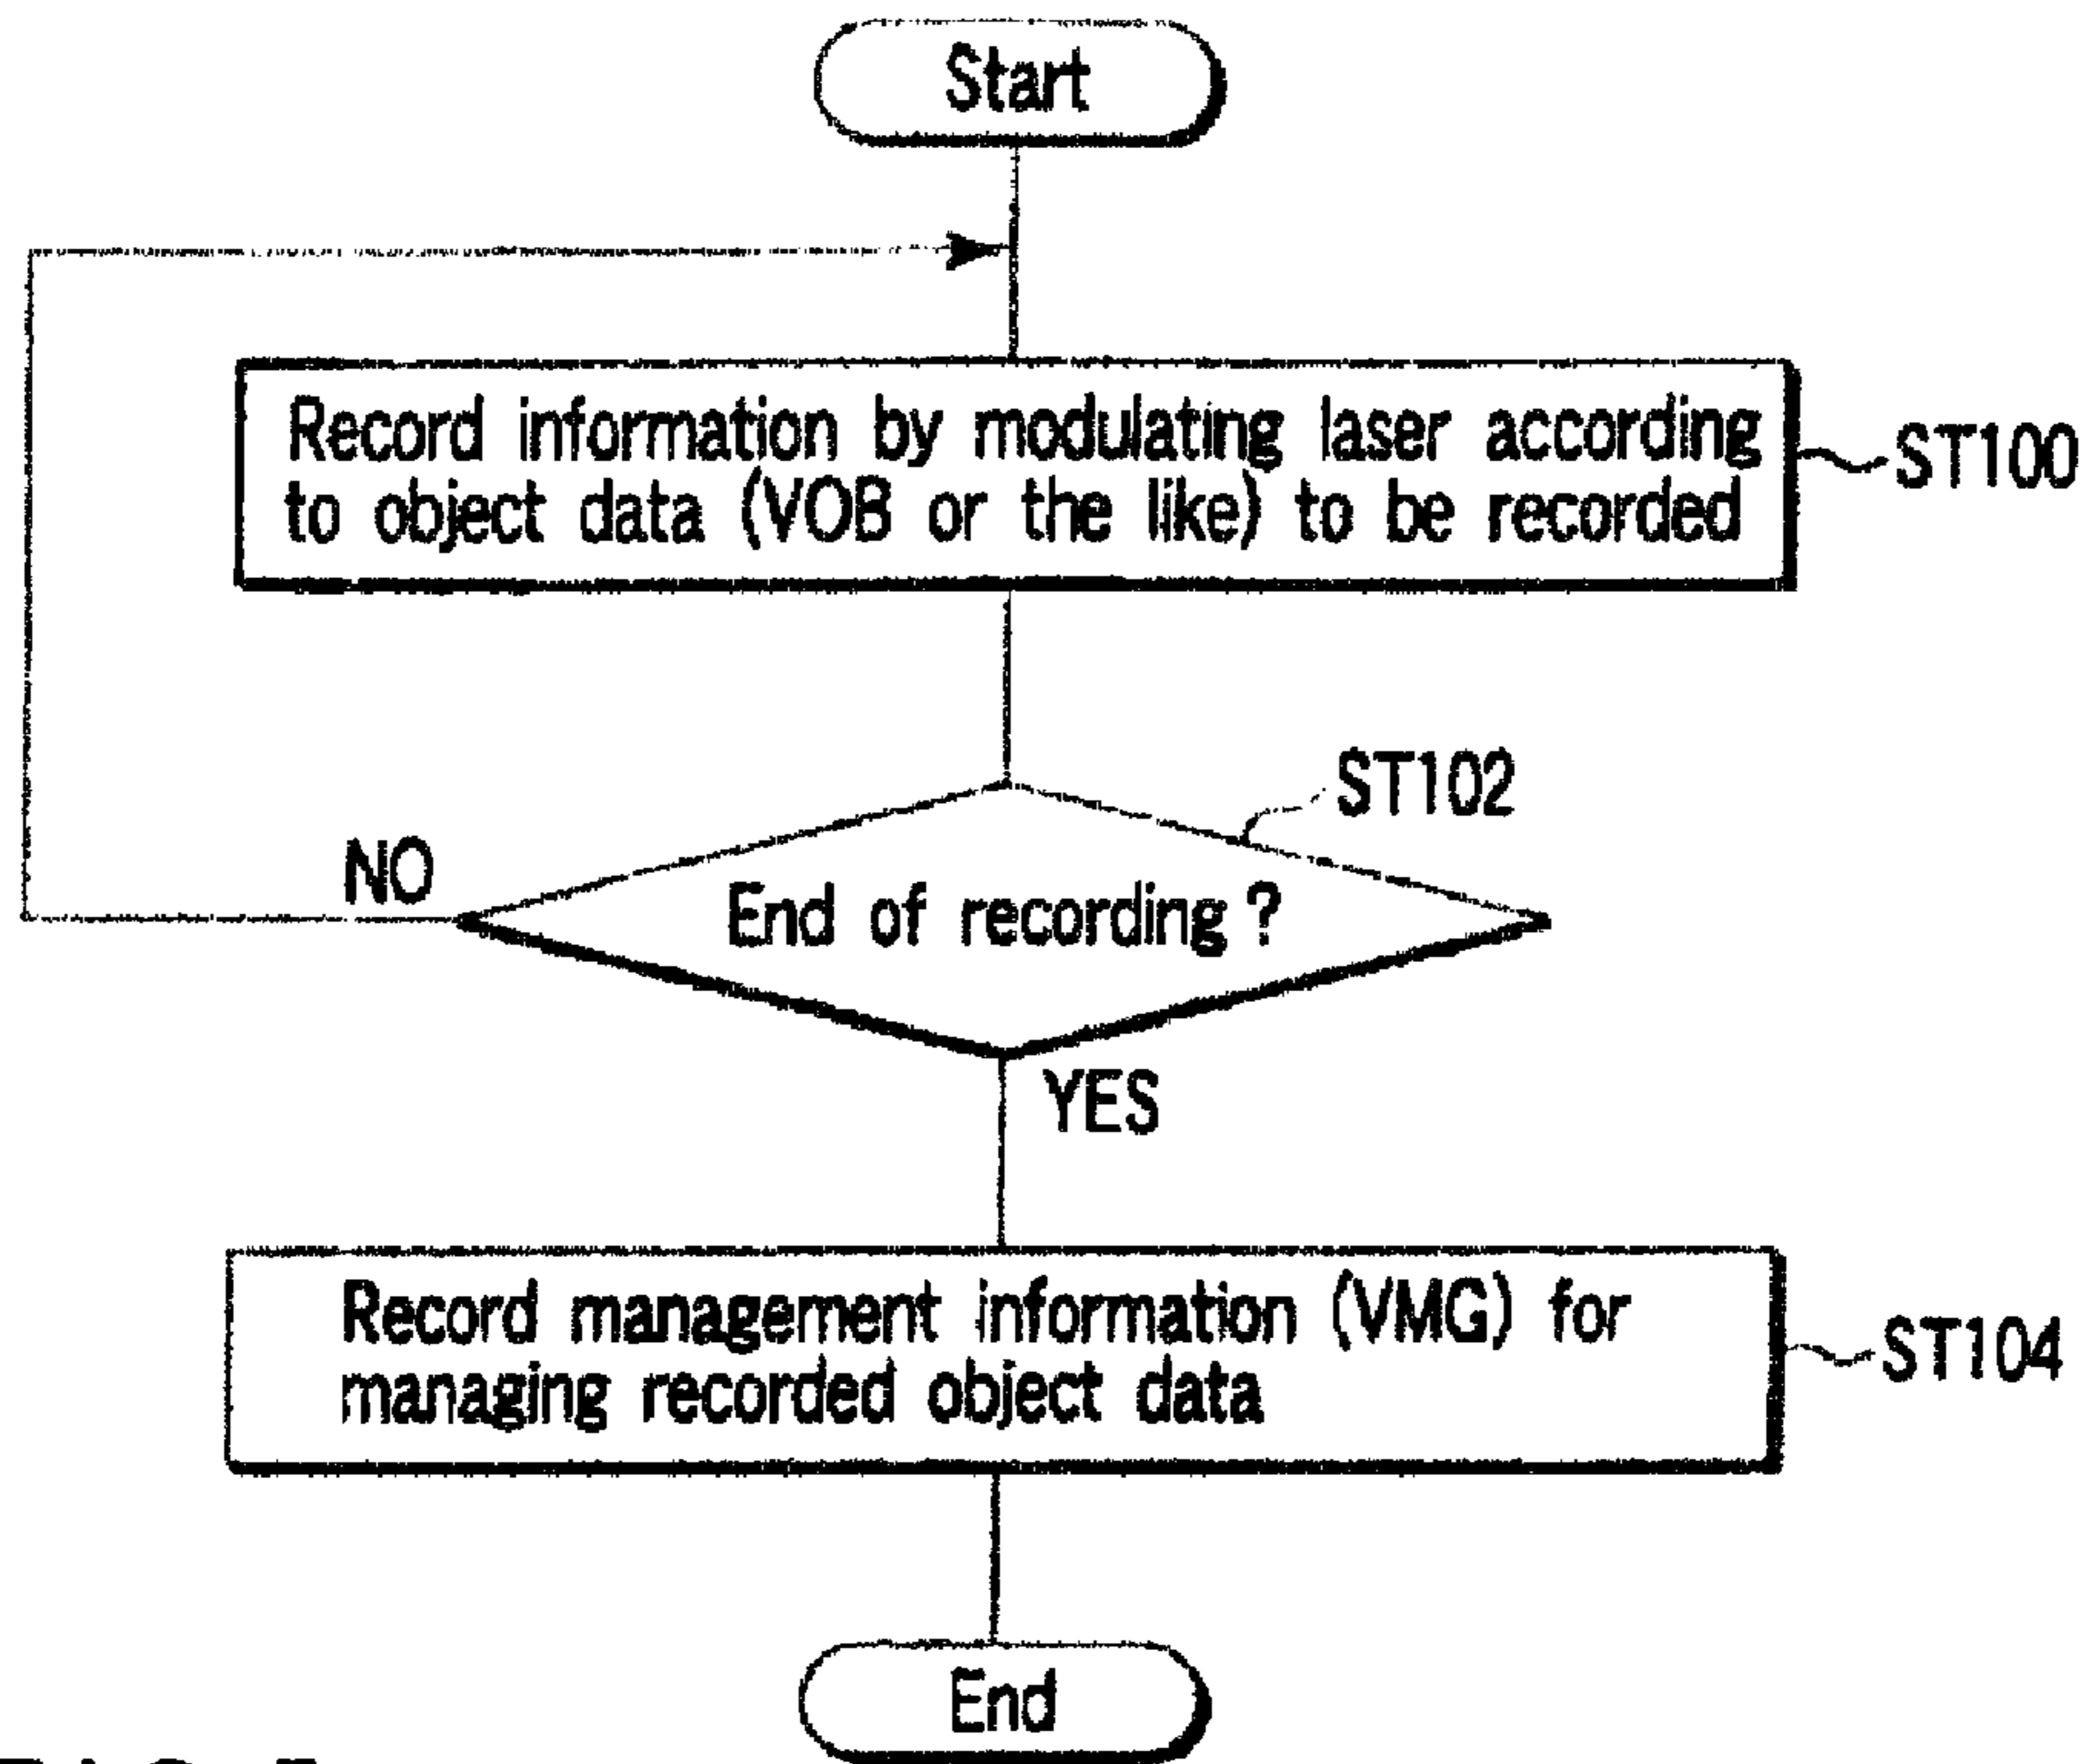 Start
Record information by modulating laser according
to object data (VOB or the like) to be recorded
ST100
ST102
NO
End of recording ?
YES
Record management information (VMG) for
managing recorded object data
ST104
End